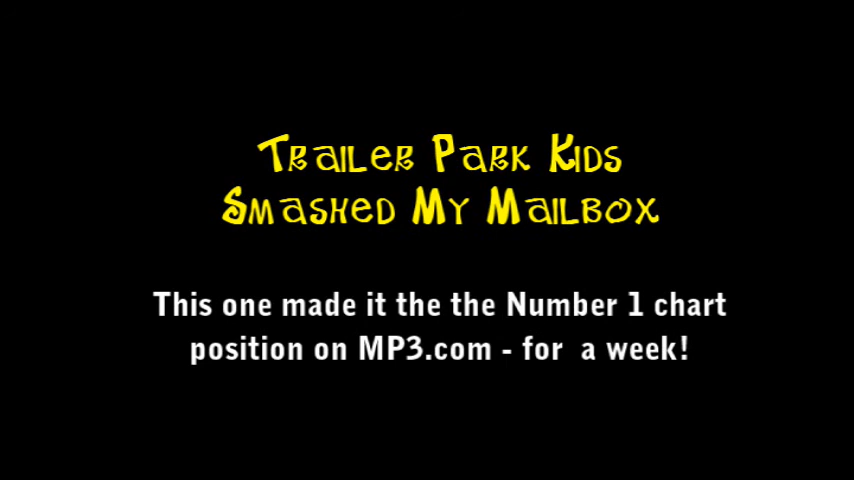 Trailer Park Kids
Smashed My Mailbox
This one made it the the Number 1 chart
position on MP3.com - for a week!